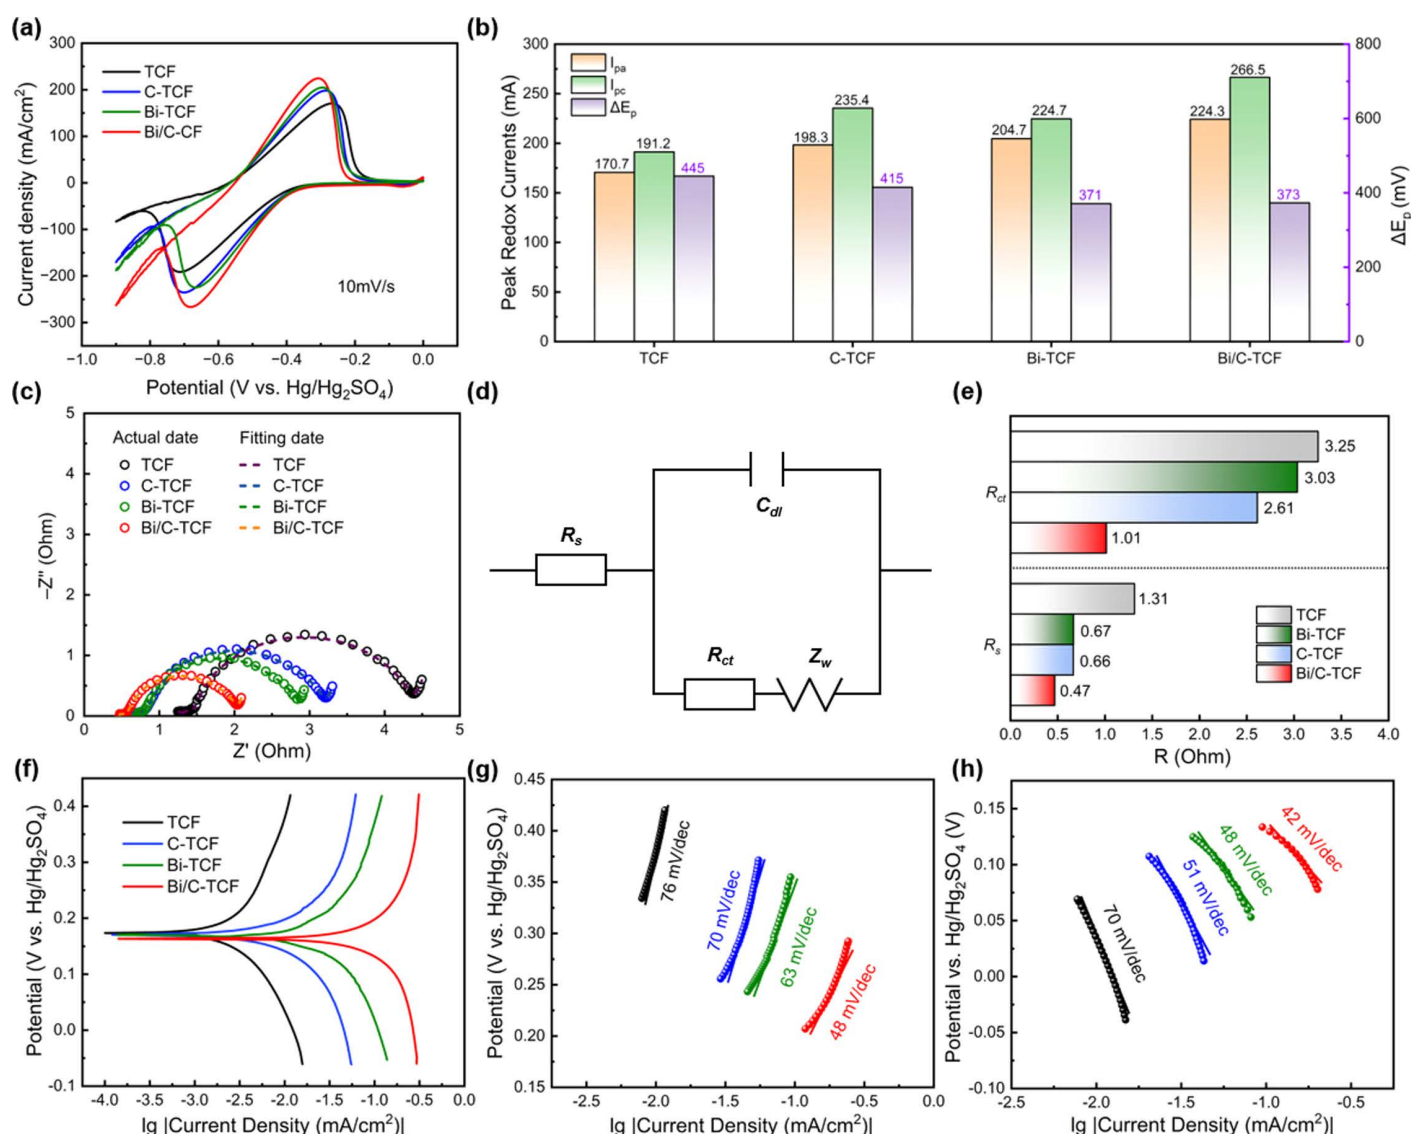 (a)
300
200
100
0
−100
−200
−300
Current density (mA/cm²)
TCF
C-TCF
Bi-TCF
Bi/C-CF
10mV/s
−1.0 −0.8 −0.6 −0.4 −0.2 0.0
Potential (V vs. Hg/Hg₂SO₄)
(b)
300
250
200
150
100
50
0
Peak Redox Currents (mA)
Iₚₐ
Iₚc
ΔEₚ
170.7 191.2 445
198.3 235.4 415
204.7 224.7 371
224.3 266.5 373
TCF C-TCF Bi-TCF Bi/C-TCF
800
600
400
200
0
ΔEₚ (mV)
(c)
5
4
3
2
1
0
−Z'' (Ohm)
Actual date Fitting date
TCF TCF
C-TCF C-TCF
Bi-TCF Bi-TCF
Bi/C-TCF Bi/C-TCF
0 1 2 3 4 5
Z' (Ohm)
(d)
Rs
Cdl
Rct
Zw
(e)
Rct
3.25
3.03
2.61
1.01
Rs
1.31
0.67
0.66
0.47
TCF
Bi-TCF
C-TCF
Bi/C-TCF
0.0 0.5 1.0 1.5 2.0 2.5 3.0 3.5 4.0
R (Ohm)
(f)
0.4
0.3
0.2
0.1
0.0
-0.1
Potential (V vs. Hg/Hg₂SO₄)
TCF
C-TCF
Bi-TCF
Bi/C-TCF
-4.0 -3.5 -3.0 -2.5 -2.0 -1.5 -1.0 -0.5 0.0
lg |Current Density (mA/cm²)|
(g)
0.45
0.40
0.35
0.30
0.25
0.20
0.15
Potential (V vs. Hg/Hg₂SO₄)
76 mV/dec
70 mV/dec
63 mV/dec
48 mV/dec
-2.5 -2.0 -1.5 -1.0 -0.5 0.0
lg |Current Density (mA/cm²)|
(h)
0.15
0.10
0.05
0.00
-0.05
-0.10
Potential vs. Hg/Hg₂SO₄ (V)
70 mV/dec
51 mV/dec
48 mV/dec
42 mV/dec
-2.5 -2.0 -1.5 -1.0 -0.5
lg |Current Density (mA/cm²)|